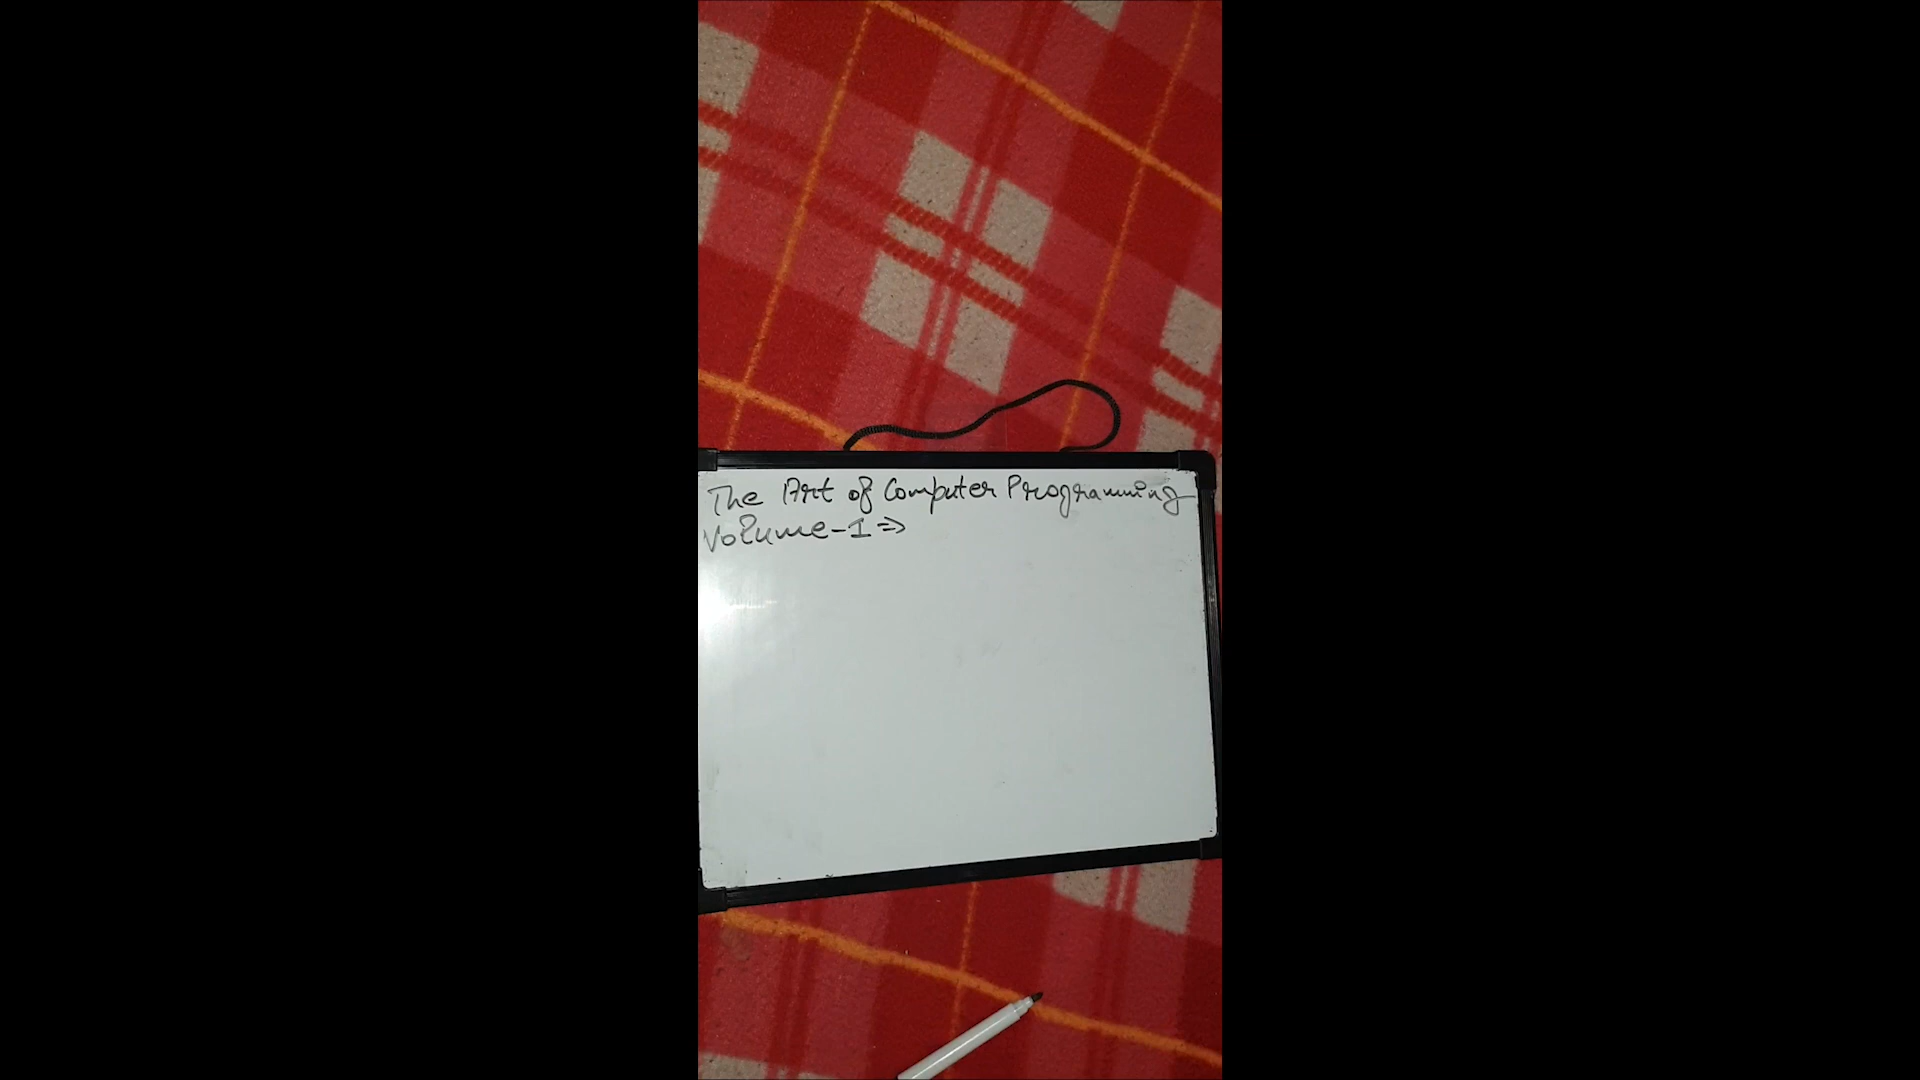 The Art of Computer Programming
Volume-1 ⇒